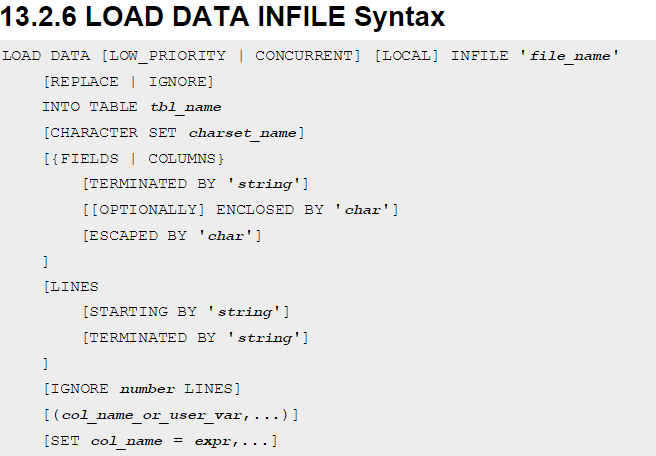 13.2.6 LOAD DATA INFILE Syntax
LOAD DATA [LOW_PRIORITY | CONCURRENT] [LOCAL] INFILE 'file_name'
[REPLACE | IGNORE]
INTO TABLE tbl_name
[CHARACTER SET charset_name]
[{FIELDS | COLUMNS}
[TERMINATED BY 'string']
[[OPTIONALLY] ENCLOSED BY 'char']
[ESCAPED BY 'char']
]
[LINES
[STARTING BY 'string']
[TERMINATED BY 'string']
]
[IGNORE number LINES]
[(col_name_or_user_var,...)]
[SET col_name = expr,...]